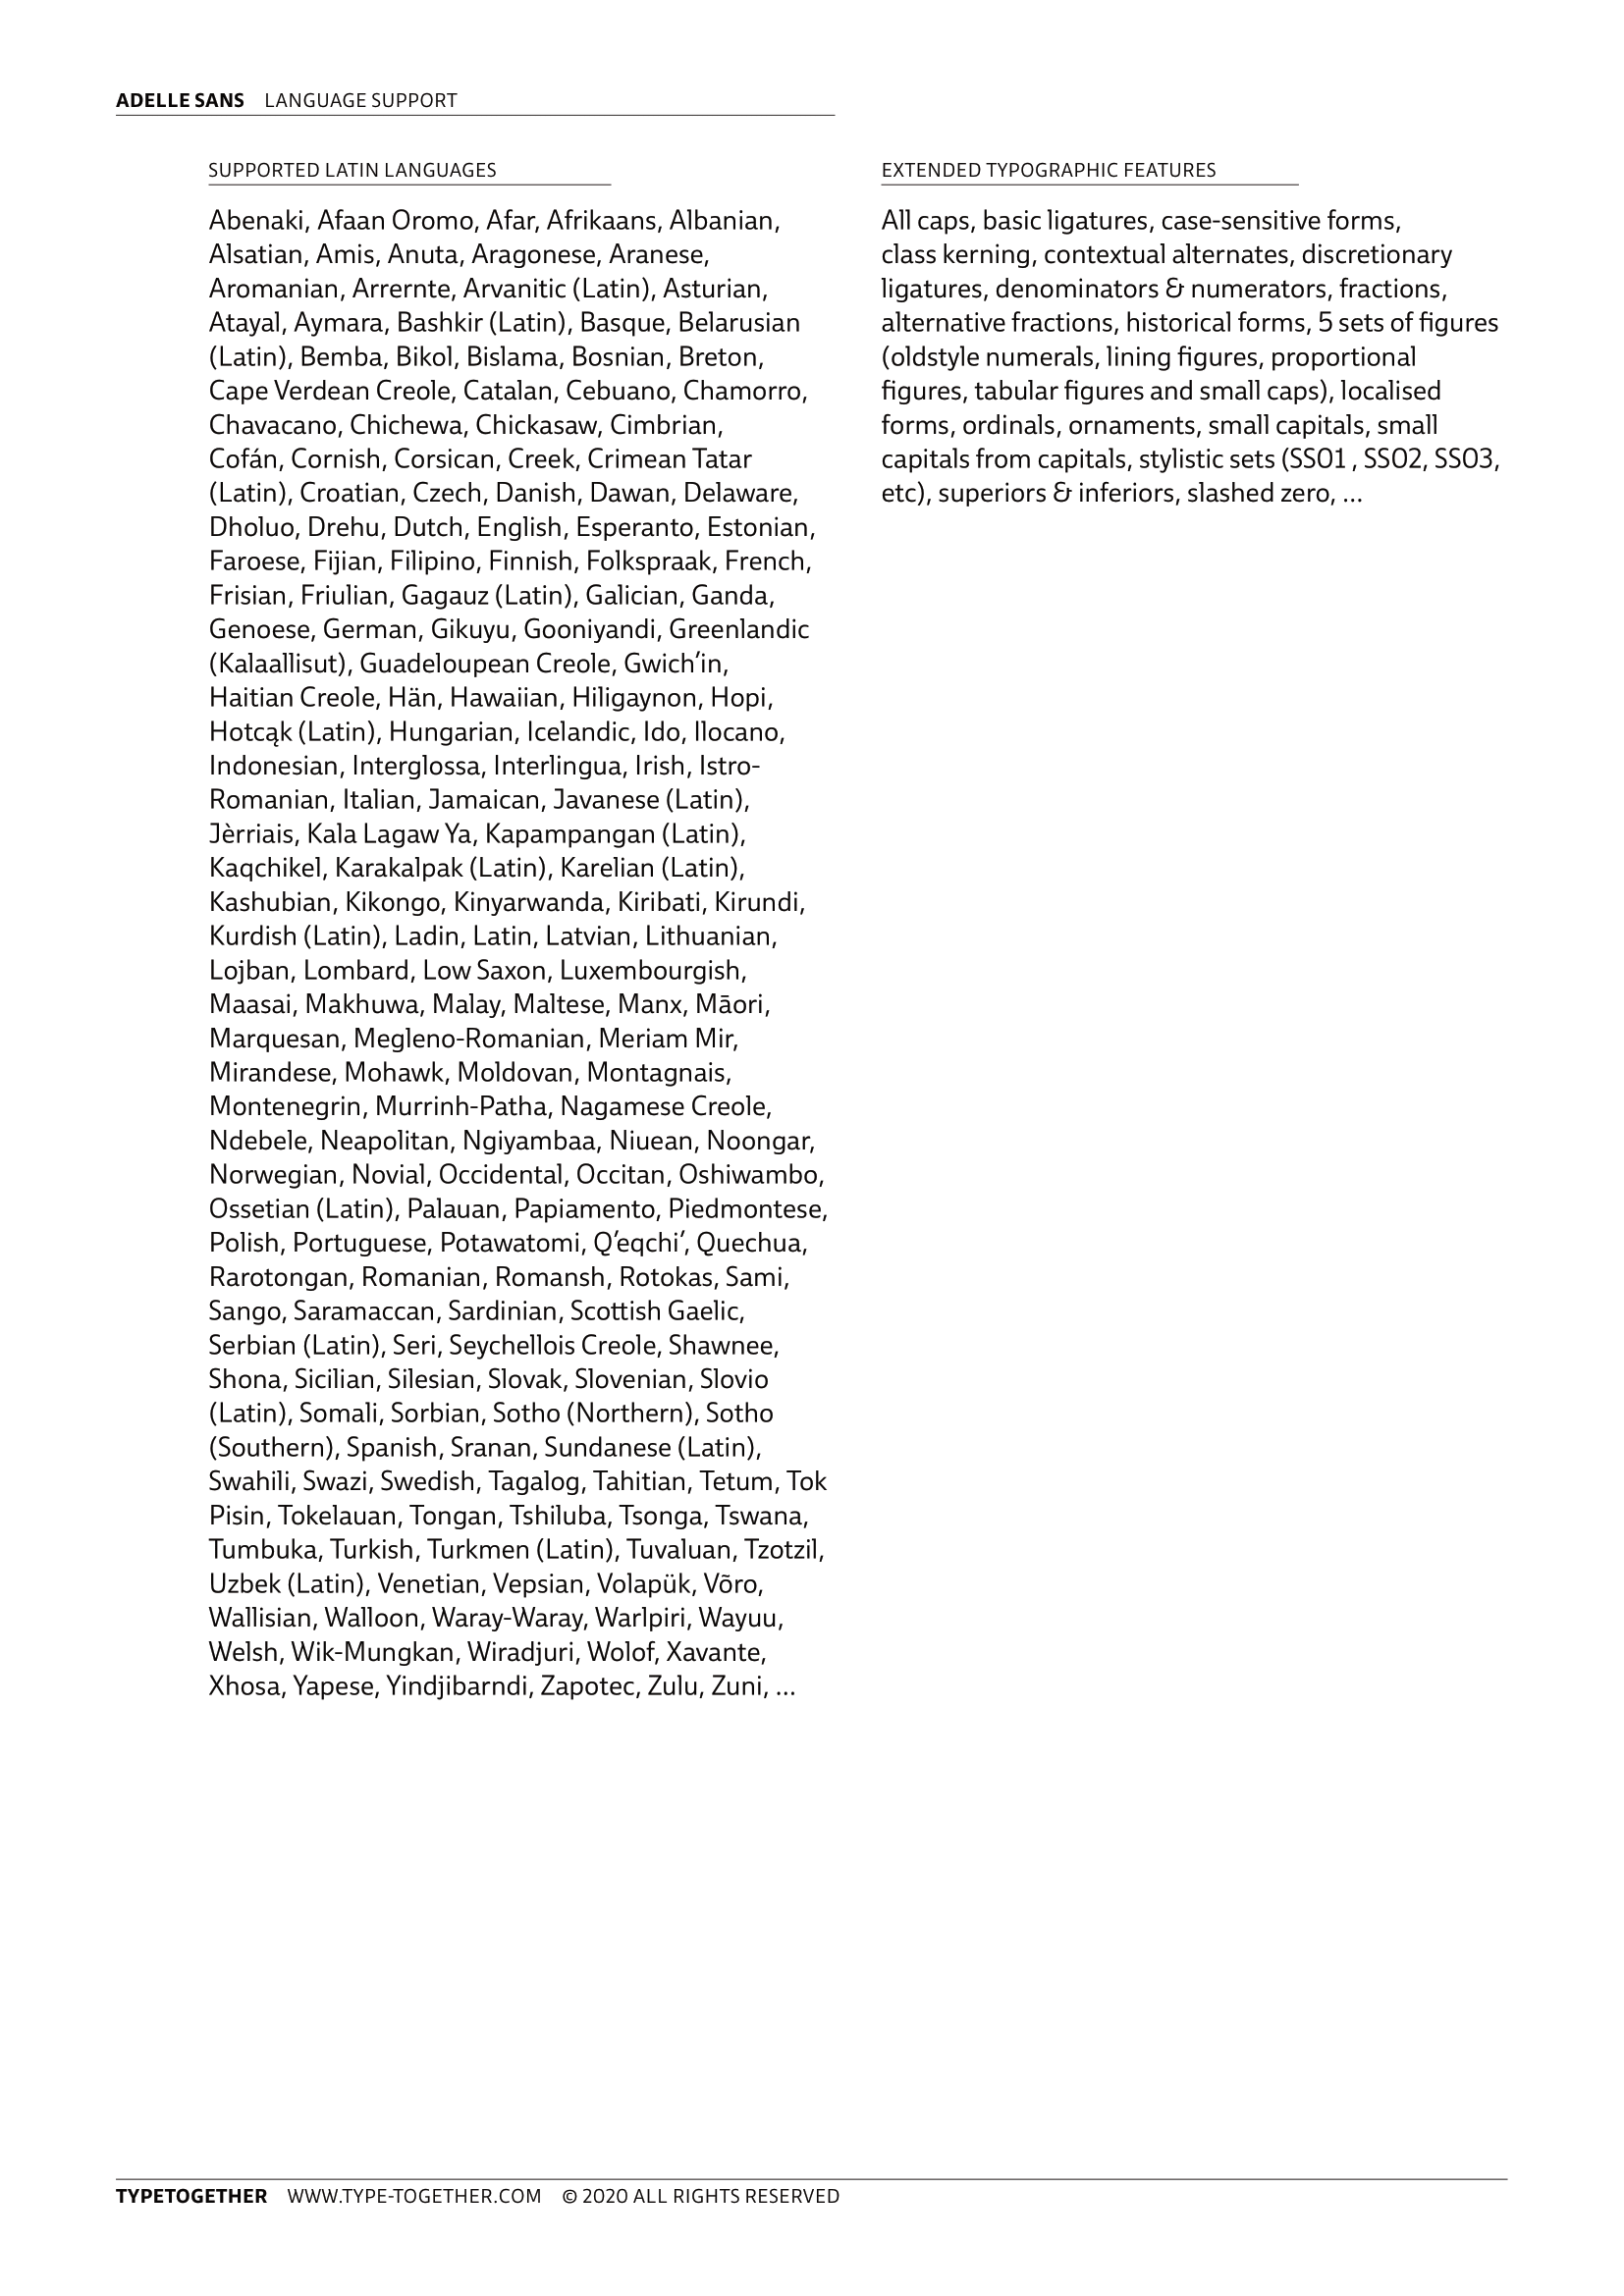 ADELLE SANS LANGUAGE SUPPORT
SUPPORTED LATIN LANGUAGES
Abenaki, Afaan Oromo, Afar, Afrikaans, Albanian,
Alsatian, Amis, Anuta, Aragonese, Aranese,
Aromanian, Arrernte, Arvanitic (Latin), Asturian,
Atayal, Aymara, Bashkir (Latin), Basque, Belarusian
(Latin), Bemba, Bikol, Bislama, Bosnian, Breton,
Cape Verdean Creole, Catalan, Cebuano, Chamorro,
Chavacano, Chichewa, Chickasaw, Cimbrian,
Cofán, Cornish, Corsican, Creek, Crimean Tatar
(Latin), Croatian, Czech, Danish, Dawan, Delaware,
Dholuo, Drehu, Dutch, English, Esperanto, Estonian,
Faroese, Fijian, Filipino, Finnish, Folkspraak, French,
Frisian, Friulian, Gagauz (Latin), Galician, Ganda,
Genoese, German, Gikuyu, Gooniyandi, Greenlandic
(Kalaallisut), Guadeloupean Creole, Gwich’in,
Haitian Creole, Hän, Hawaiian, Hiligaynon, Hopi,
Hotcąk (Latin), Hungarian, Icelandic, Ido, Ilocano,
Indonesian, Interglossa, Interlingua, Irish, Istro-
Romanian, Italian, Jamaican, Javanese (Latin),
Jèrriais, Kala Lagaw Ya, Kapampangan (Latin),
Kaqchikel, Karakalpak (Latin), Karelian (Latin),
Kashubian, Kikongo, Kinyarwanda, Kiribati, Kirundi,
Kurdish (Latin), Ladin, Latin, Latvian, Lithuanian,
Lojban, Lombard, Low Saxon, Luxembourgish,
Maasai, Makhuwa, Malay, Maltese, Manx, Māori,
Marquesan, Megleno-Romanian, Meriam Mir,
Mirandese, Mohawk, Moldovan, Montagnais,
Montenegrin, Murrinh-Patha, Nagamese Creole,
Ndebele, Neapolitan, Ngiyambaa, Niuean, Noongar,
Norwegian, Novial, Occidental, Occitan, Oshiwambo,
Ossetian (Latin), Palauan, Papiamento, Piedmontese,
Polish, Portuguese, Potawatomi, Q’eqchi’, Quechua,
Rarotongan, Romanian, Romansh, Rotokas, Sami,
Sango, Saramaccan, Sardinian, Scottish Gaelic,
Serbian (Latin), Seri, Seychellois Creole, Shawnee,
Shona, Sicilian, Silesian, Slovak, Slovenian, Slovio
(Latin), Somali, Sorbian, Sotho (Northern), Sotho
(Southern), Spanish, Sranan, Sundanese (Latin),
Swahili, Swazi, Swedish, Tagalog, Tahitian, Tetum, Tok
Pisin, Tokelauan, Tongan, Tshiluba, Tsonga, Tswana,
Tumbuka, Turkish, Turkmen (Latin), Tuvaluan, Tzotzil,
Uzbek (Latin), Venetian, Vepsian, Volapük, Võro,
Wallisian, Walloon, Waray-Waray, Warlpiri, Wayuu,
Welsh, Wik-Mungkan, Wiradjuri, Wolof, Xavante,
Xhosa, Yapese, Yindjibarndi, Zapotec, Zulu, Zuni, ...
EXTENDED TYPOGRAPHIC FEATURES
All caps, basic ligatures, case-sensitive forms,
class kerning, contextual alternates, discretionary
ligatures, denominators & numerators, fractions,
alternative fractions, historical forms, 5 sets of figures
(oldstyle numerals, lining figures, proportional
figures, tabular figures and small caps), localised
forms, ordinals, ornaments, small capitals, small
capitals from capitals, stylistic sets (SS01 , SS02, SS03,
etc), superiors & inferiors, slashed zero, ...
TYPETOGETHER WWW.TYPE-TOGETHER.COM © 2020 ALL RIGHTS RESERVED